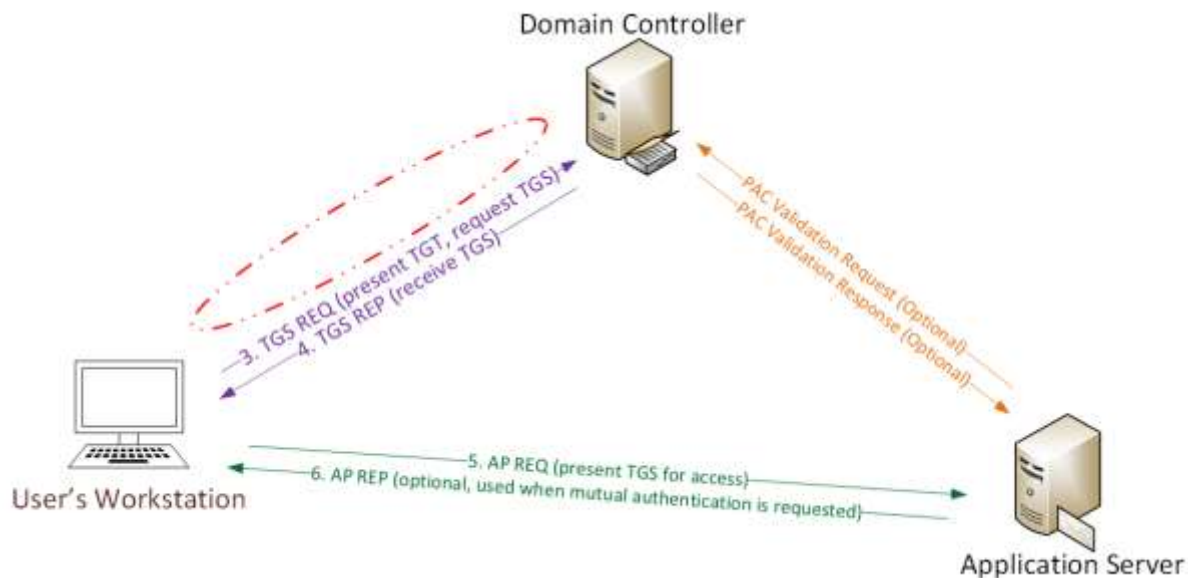 Domain Controller
3. TGS REQ (present TGT, request TGS)
4. TGS REP (receive TGS)
PAC Validation Request (Optional)
PAC Validation Response (Optional)
5. AP REQ (present TGS for access)
6. AP REP (optional, used when mutual authentication is requested)
User's Workstation
Application Server